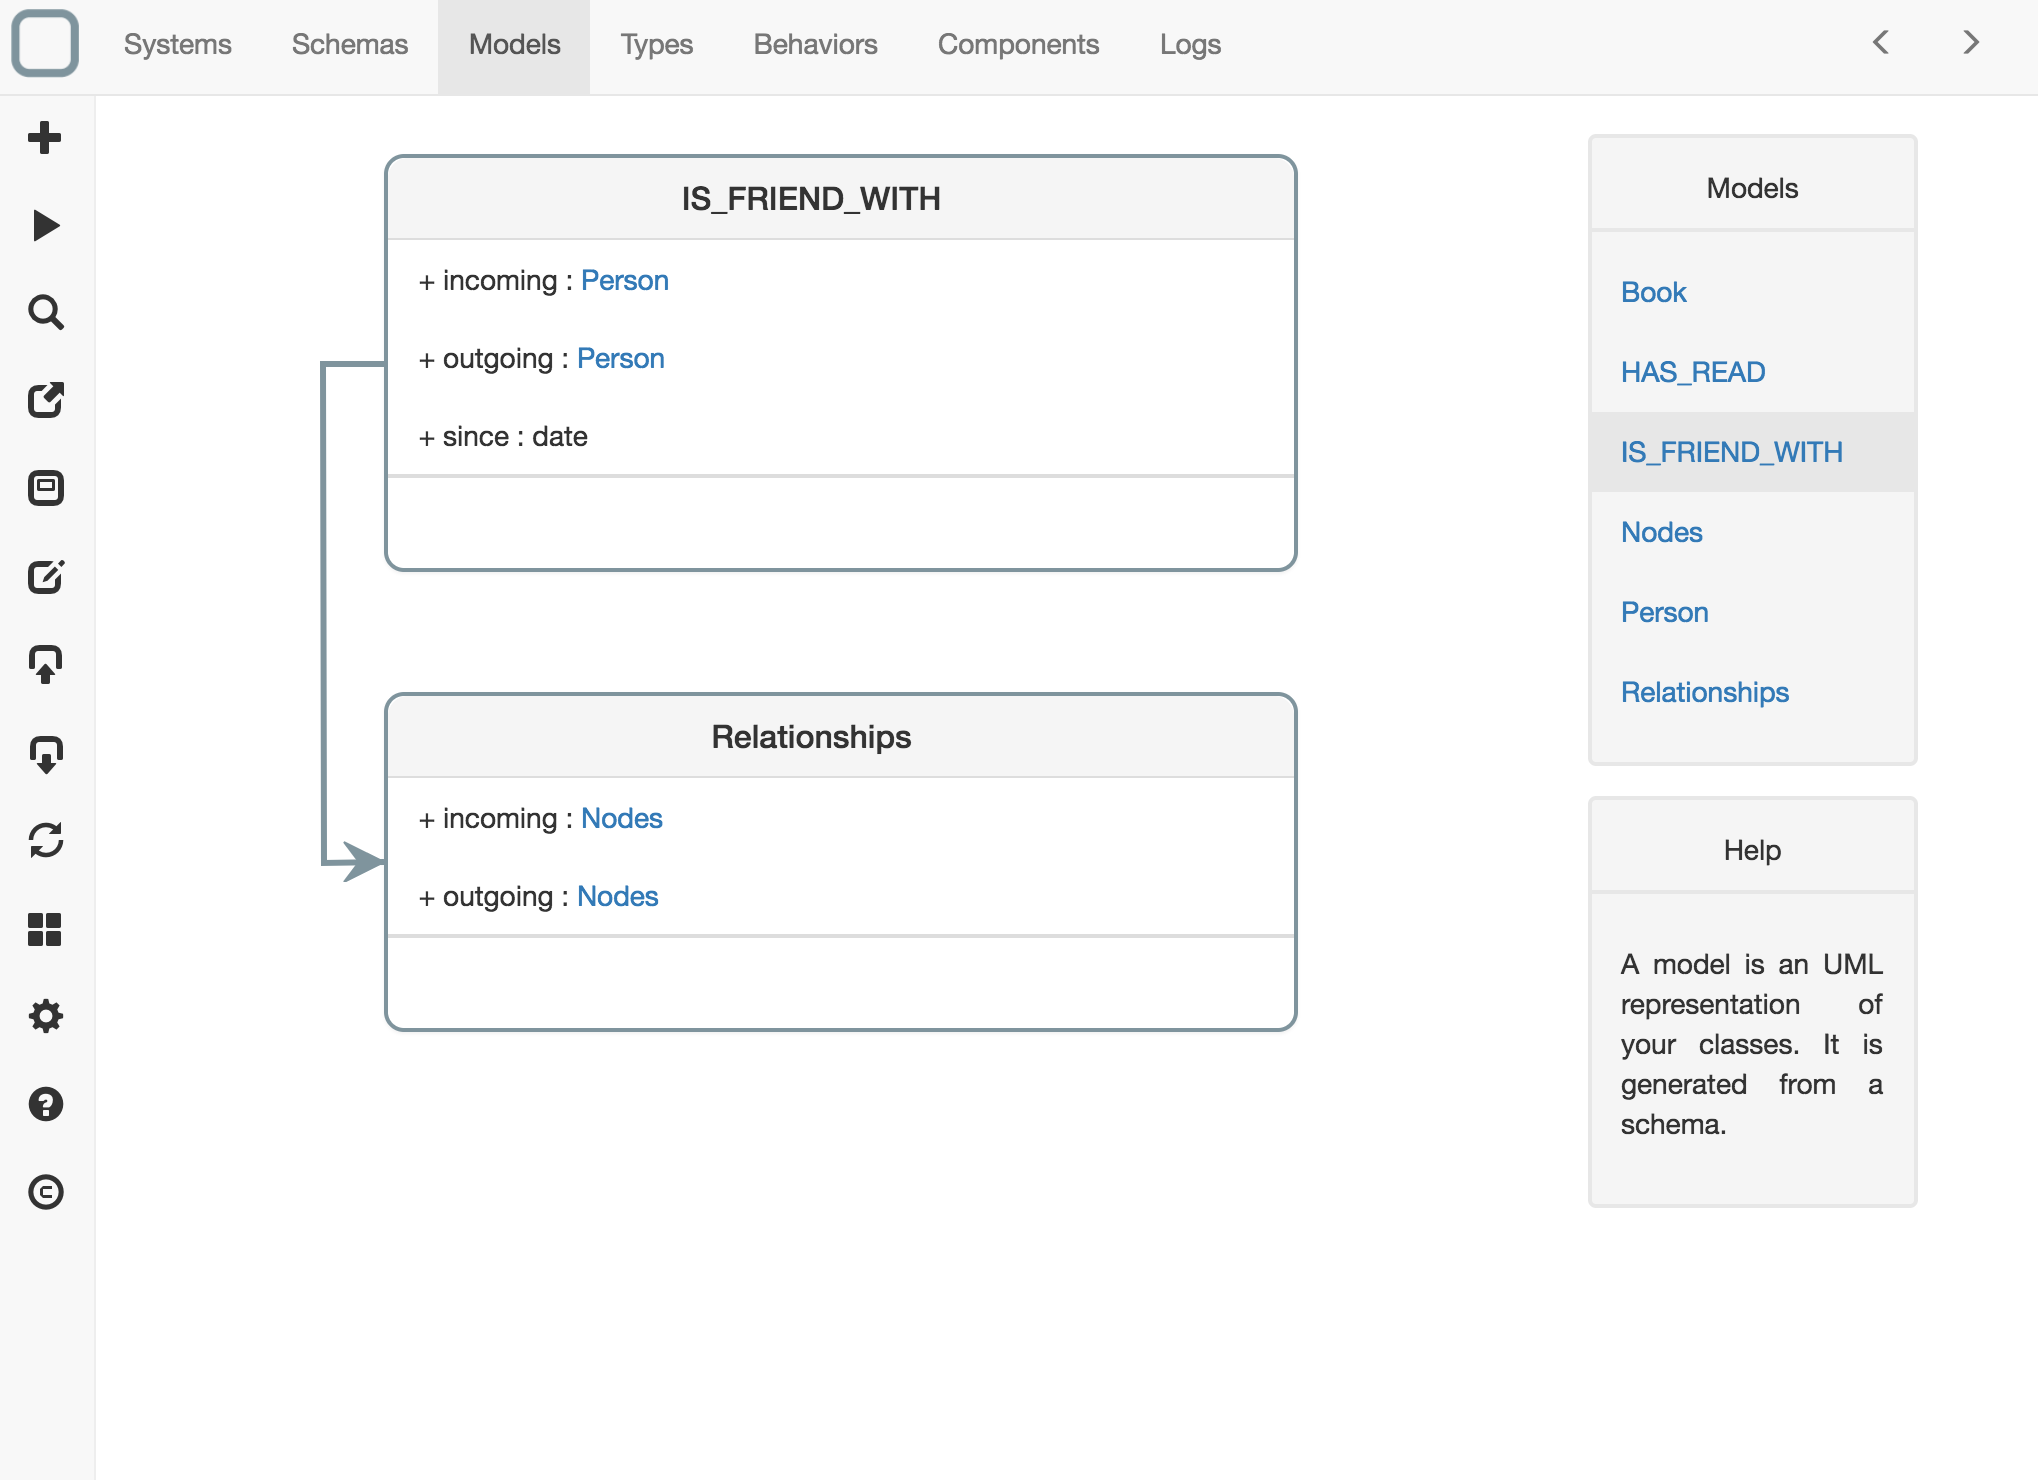 Systems Schemas Models Types Behaviors Components Logs
IS_FRIEND_WITH
+ incoming : Person
+ outgoing : Person
+ since : date
Relationships
+ incoming : Nodes
+ outgoing : Nodes
Models
Book
HAS_READ
IS_FRIEND_WITH
Nodes
Person
Relationships
Help
A model is an UML
representation of
your classes. It is
generated from a
schema.